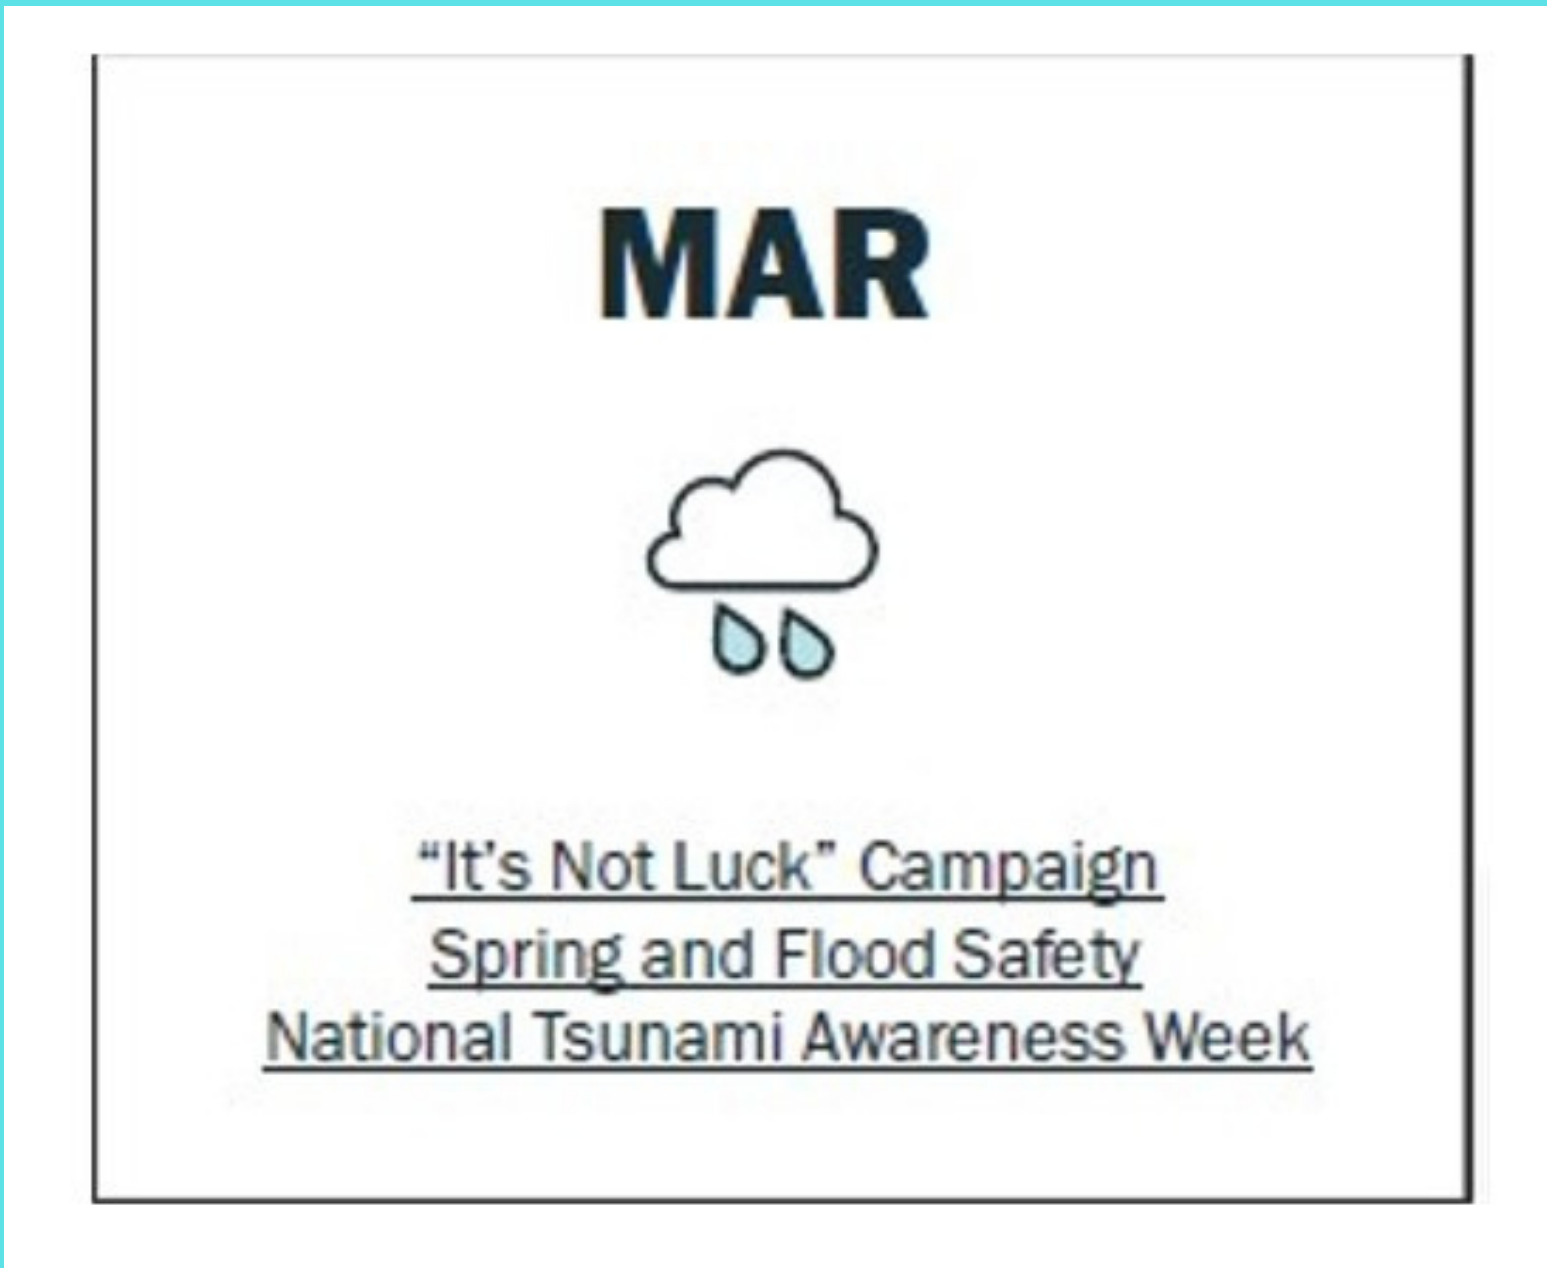 MAR
“It’s Not Luck” Campaign
Spring and Flood Safety
National Tsunami Awareness Week